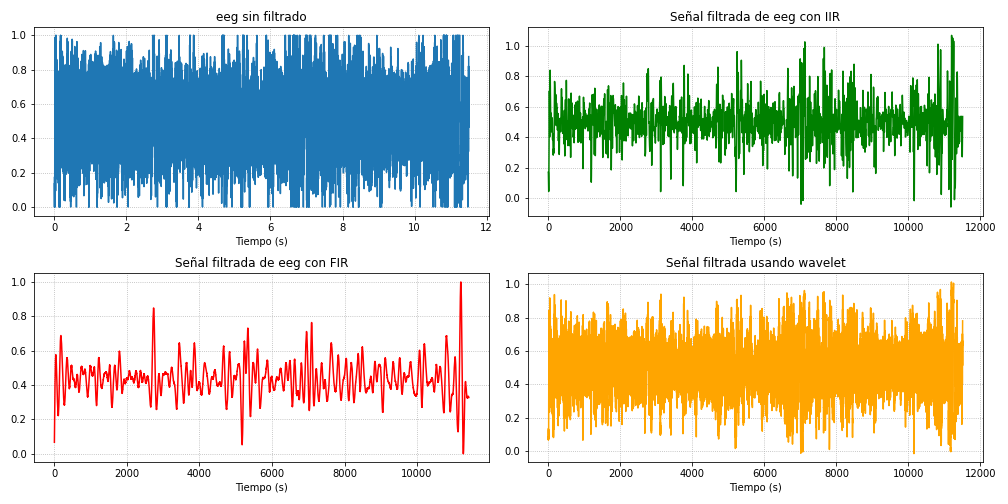 eeg sin filtrado
1.0
0.8
0.6
0.4
0.2
0.0
0 2 4 6 8 10 12
Tiempo (s)
Señal filtrada de eeg con IIR
1.0
0.8
0.6
0.4
0.2
0.0
0 2000 4000 6000 8000 10000 12000
Tiempo (s)
Señal filtrada de eeg con FIR
1.0
0.8
0.6
0.4
0.2
0.0
0 2000 4000 6000 8000 10000
Tiempo (s)
Señal filtrada usando wavelet
1.0
0.8
0.6
0.4
0.2
0.0
0 2000 4000 6000 8000 10000 12000
Tiempo (s)